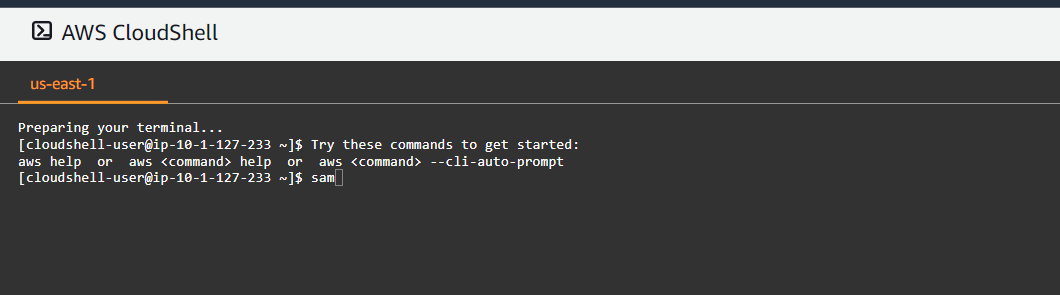 AWS CloudShell
us-east-1
Preparing your terminal...
[cloudshell-user@ip-10-1-127-233 ~]$ Try these commands to get started:
aws help  or  aws <command> help  or  aws <command> --cli-auto-prompt
[cloudshell-user@ip-10-1-127-233 ~]$ sam